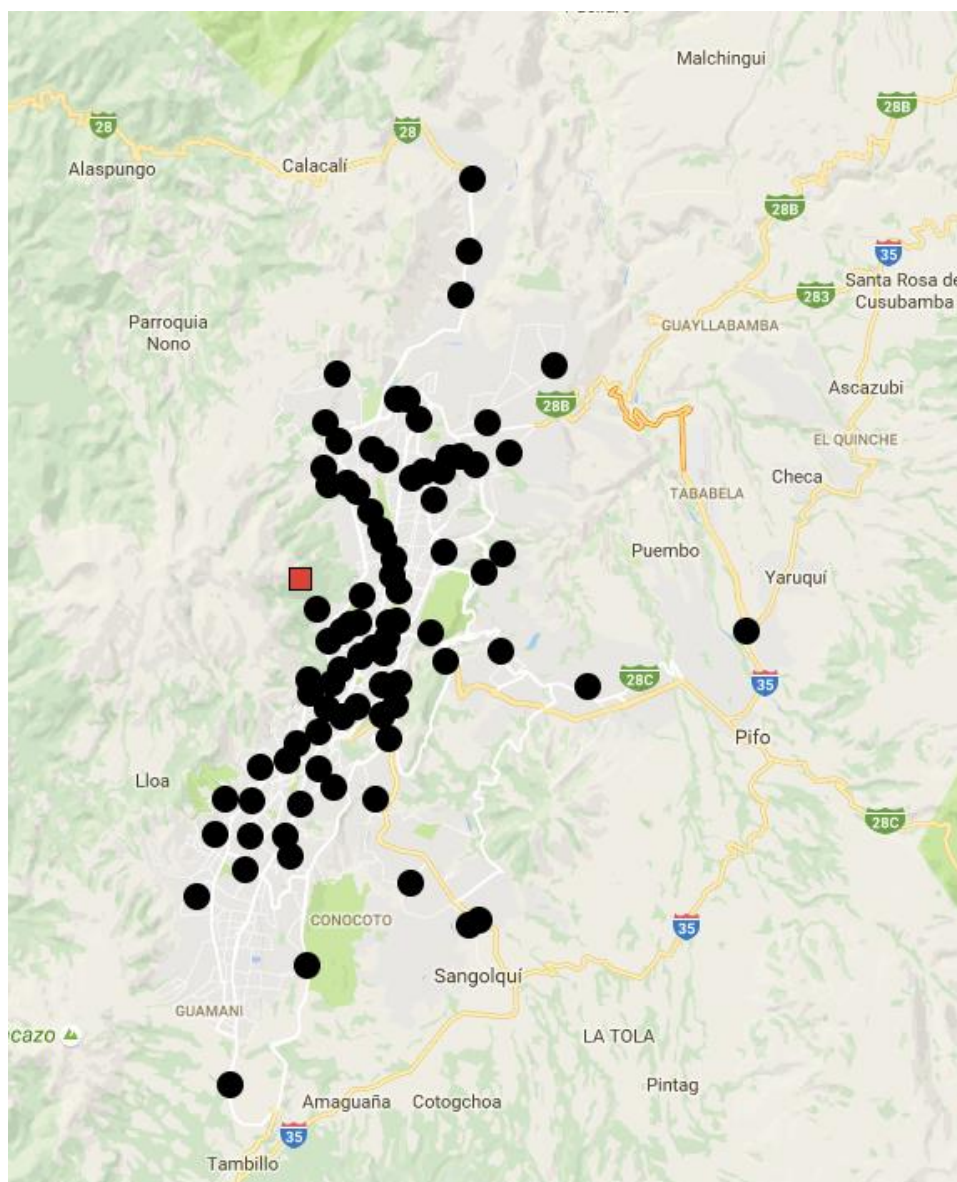 Malchingui
28B
28
28
Alaspungo
Calacalí
28B
35
Santa Rosa de
Cusubamba
283
Parroquia
Nono
GUAYLLABAMBA
Ascazubi
28B
EL QUINCHE
Checa
TABABELA
Puembo
Yaruquí
28C
35
Pifo
Lloa
28C
CONOCOTO
35
Sangolquí
GUAMANI
cazo
LA TOLA
Pintag
Amaguaña
Cotogchoa
35
Tambillo